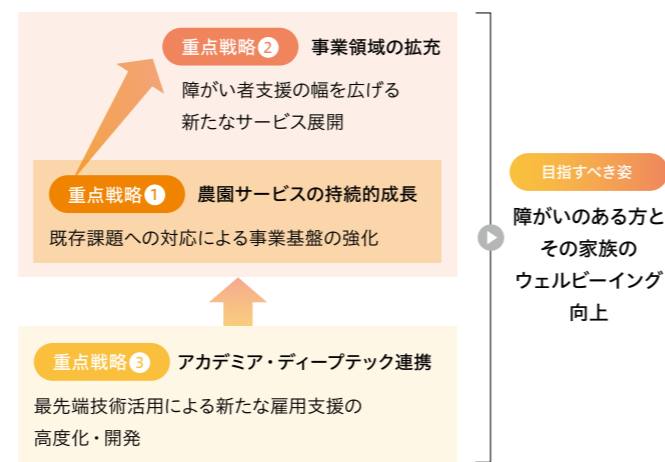 重点戦略❷ 事業領域の拡充
障がい者支援の幅を広げる
新たなサービス展開
重点戦略❶ 農園サービスの持続的成長
既存課題への対応による事業基盤の強化
重点戦略❸ アカデミア・ディープテック連携
最先端技術活用による新たな雇用支援の
高度化・開発
目指すべき姿
障がいのある方と
その家族の
ウェルビーイング
向上